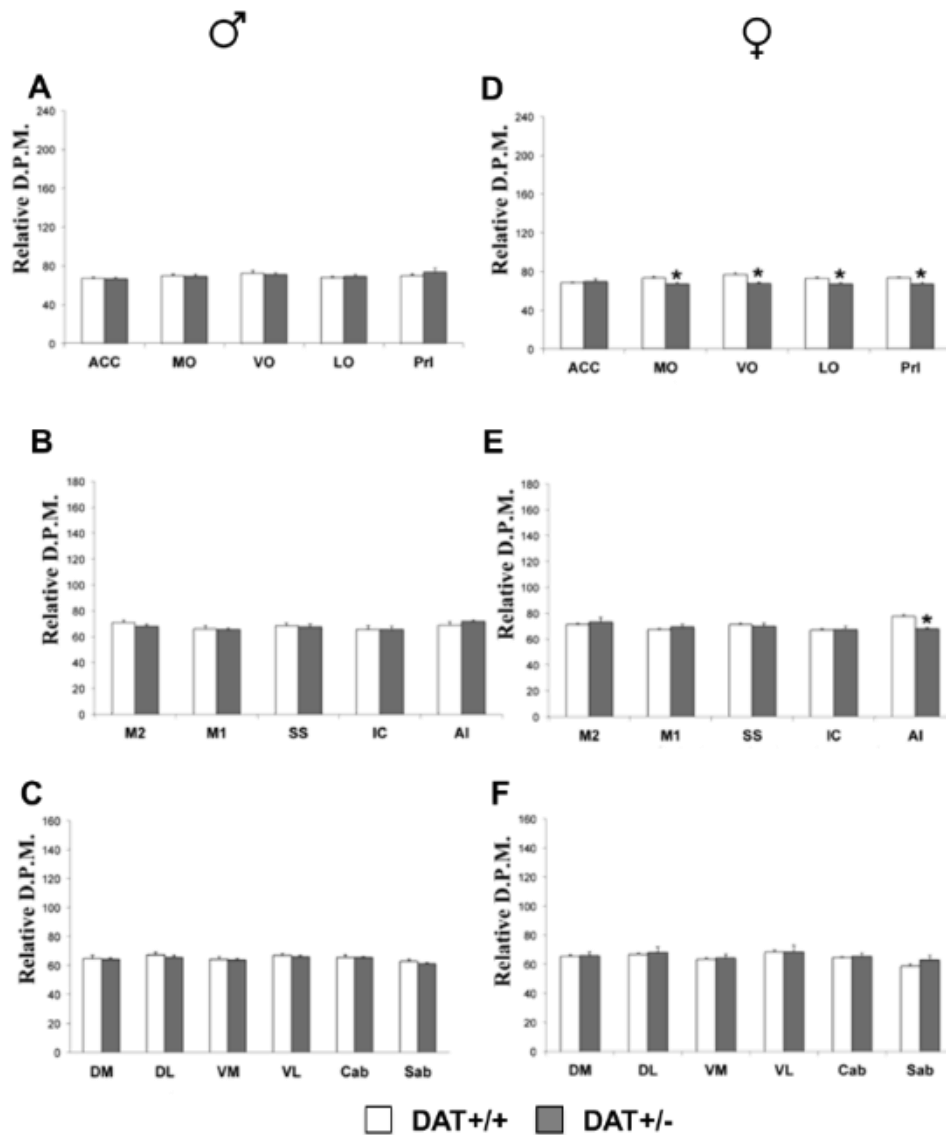 ♂ ♀
A
Relative D.P.M.
240
200
160
120
80
40
0
ACC MO VO LO Prl
D
Relative D.P.M.
240
200
160
120
80
40
0
ACC MO VO LO Prl
* * * *
B
Relative D.P.M.
180
160
140
120
100
80
60
40
20
0
M2 M1 SS IC AI
E
Relative D.P.M.
180
160
140
120
100
80
60
40
20
0
M2 M1 SS IC AI
*
C
Relative D.P.M.
160
140
120
100
80
60
40
20
0
DM DL VM VL Cab Sab
F
Relative D.P.M.
160
140
120
100
80
60
40
20
0
DM DL VM VL Cab Sab
DAT+/+ DAT+/-